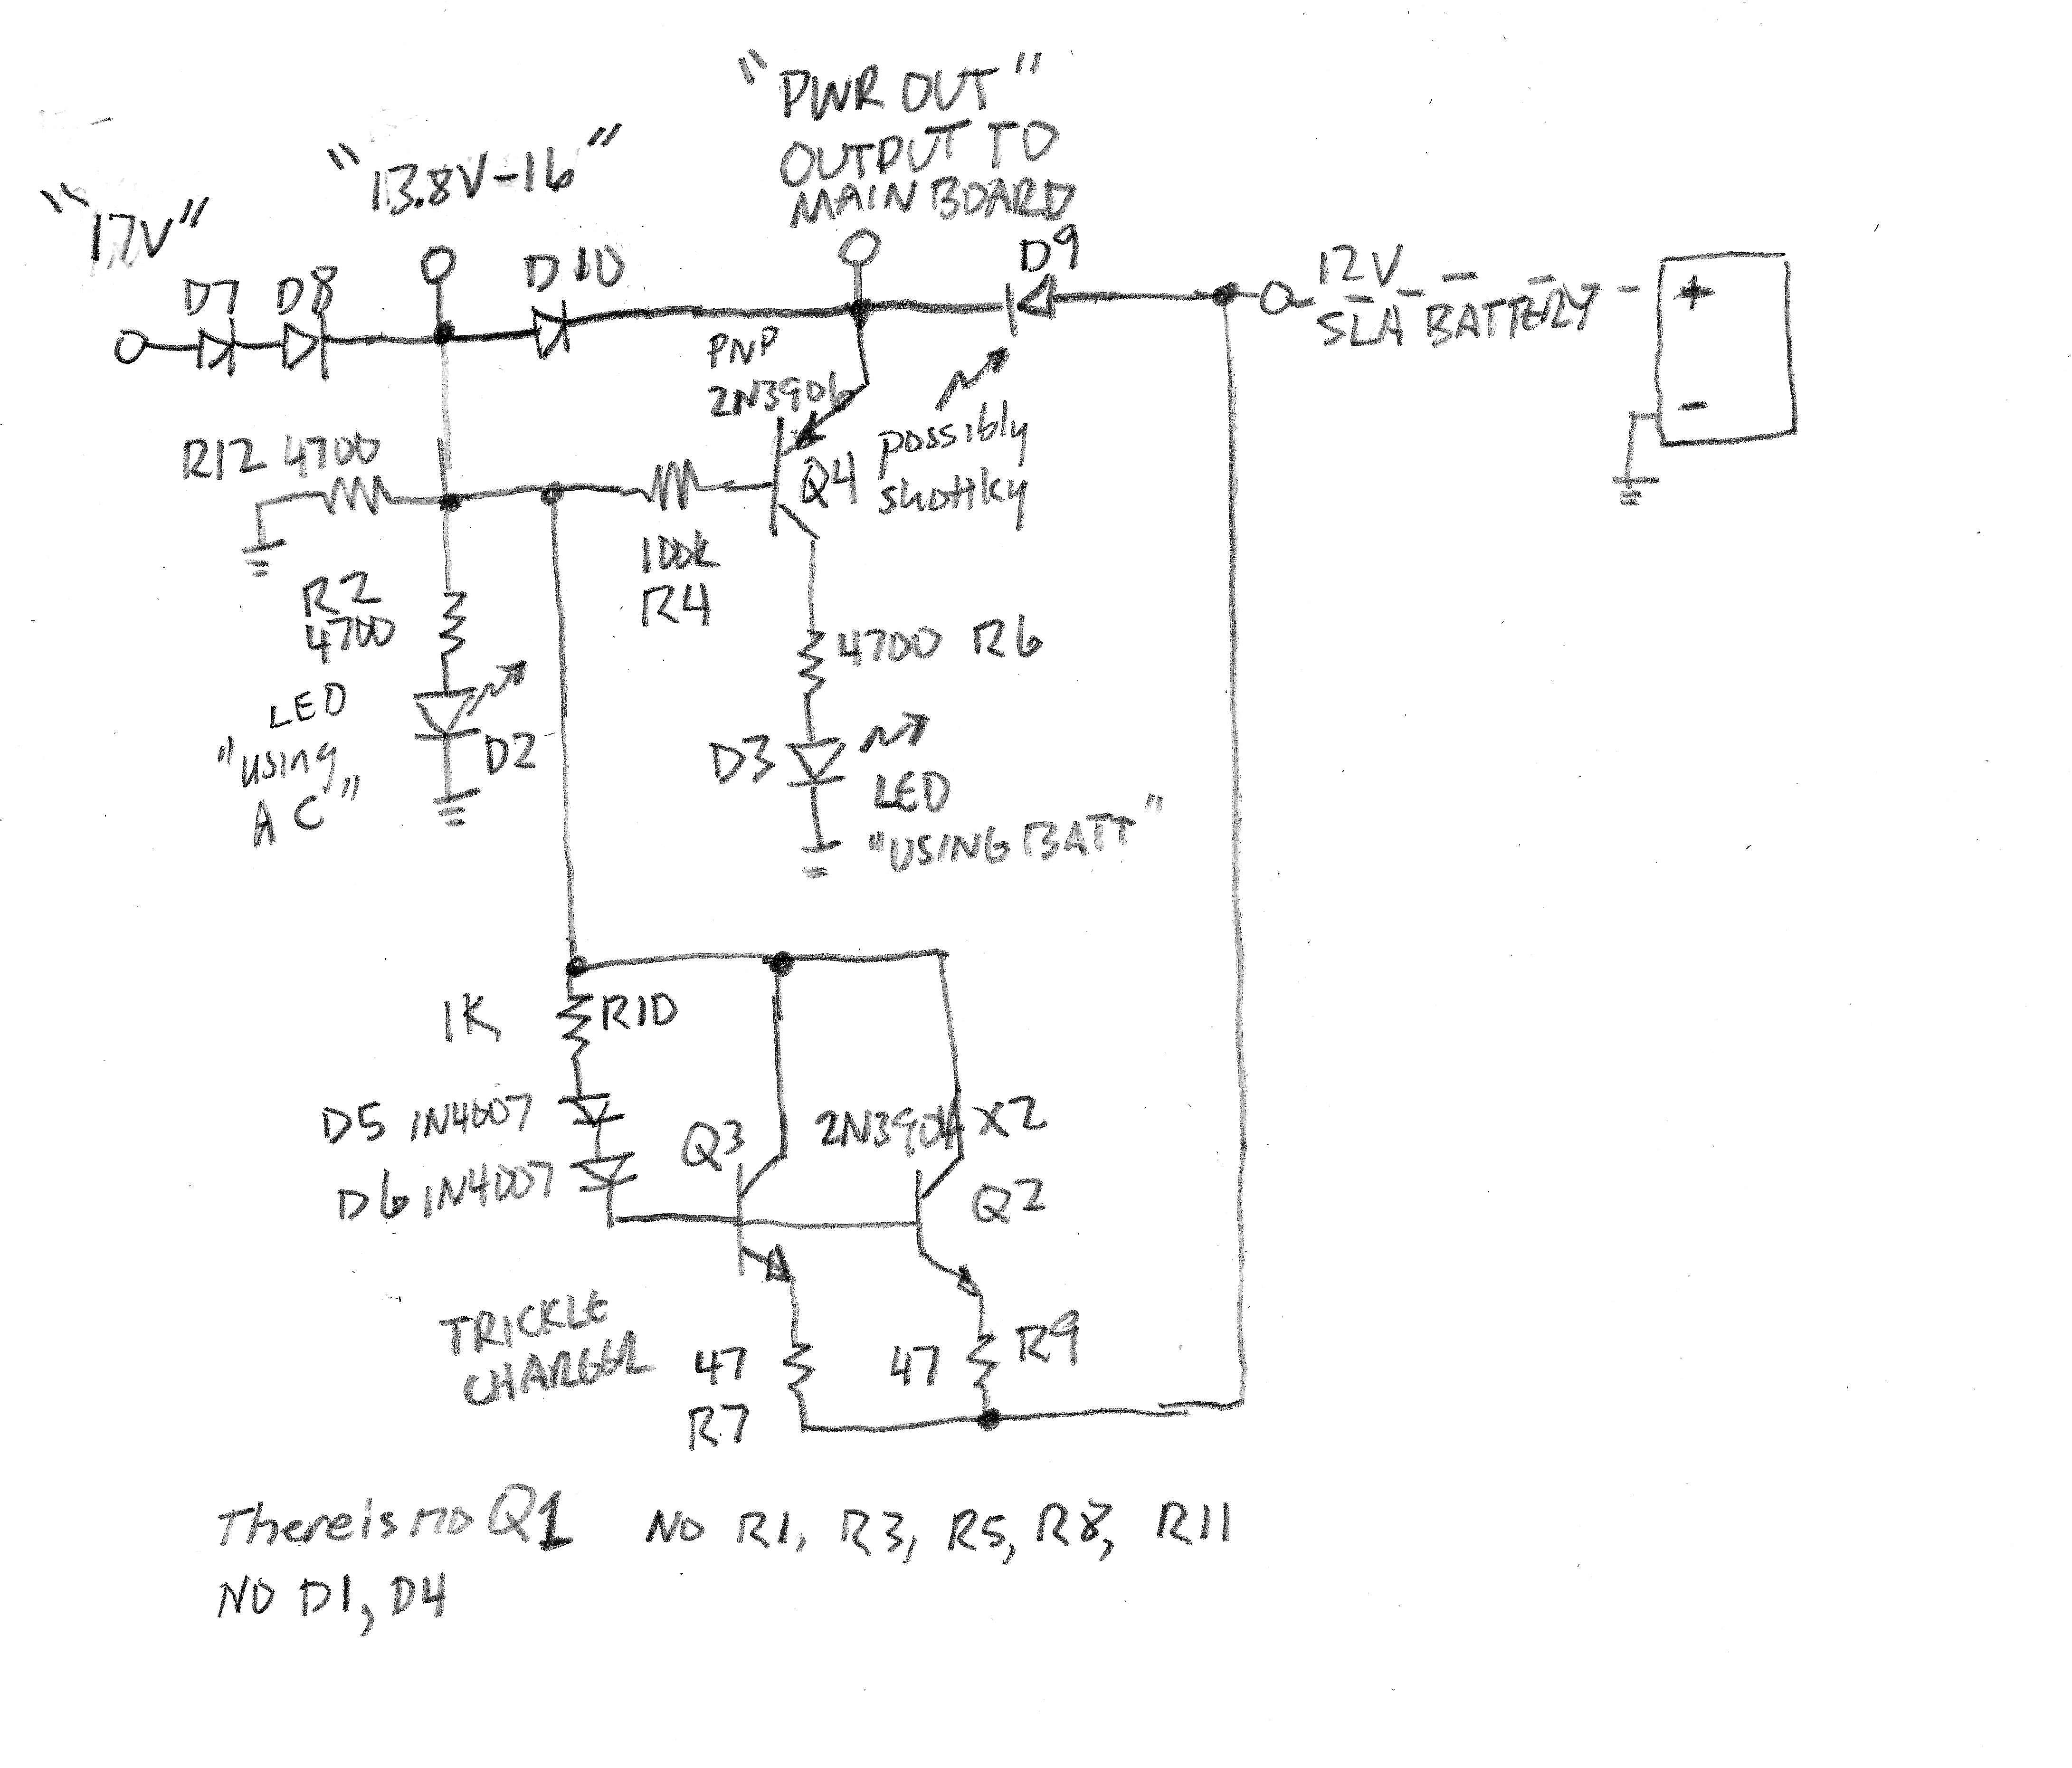 "PWR OUT"
OUTPUT TO
MAIN BOARD
"13.8V-16"
"17V"
D7
D8
D10
D9
12V
SLA BATTERY
+
-
PNP
2N3906
Q4
possibly
shottky
R12 4700
100K
R4
R2
4700
4700 R6
LED
"using
AC"
D2
D3
LED
"USING BATT"
1K
R10
D5 1N4007
D6 1N4007
Q3
2N3904 X2
Q2
TRICKLE
CHARGER
47
R7
47
R9
There is no Q1 NO R1, R3, R5, R8, R11
NO D1, D4